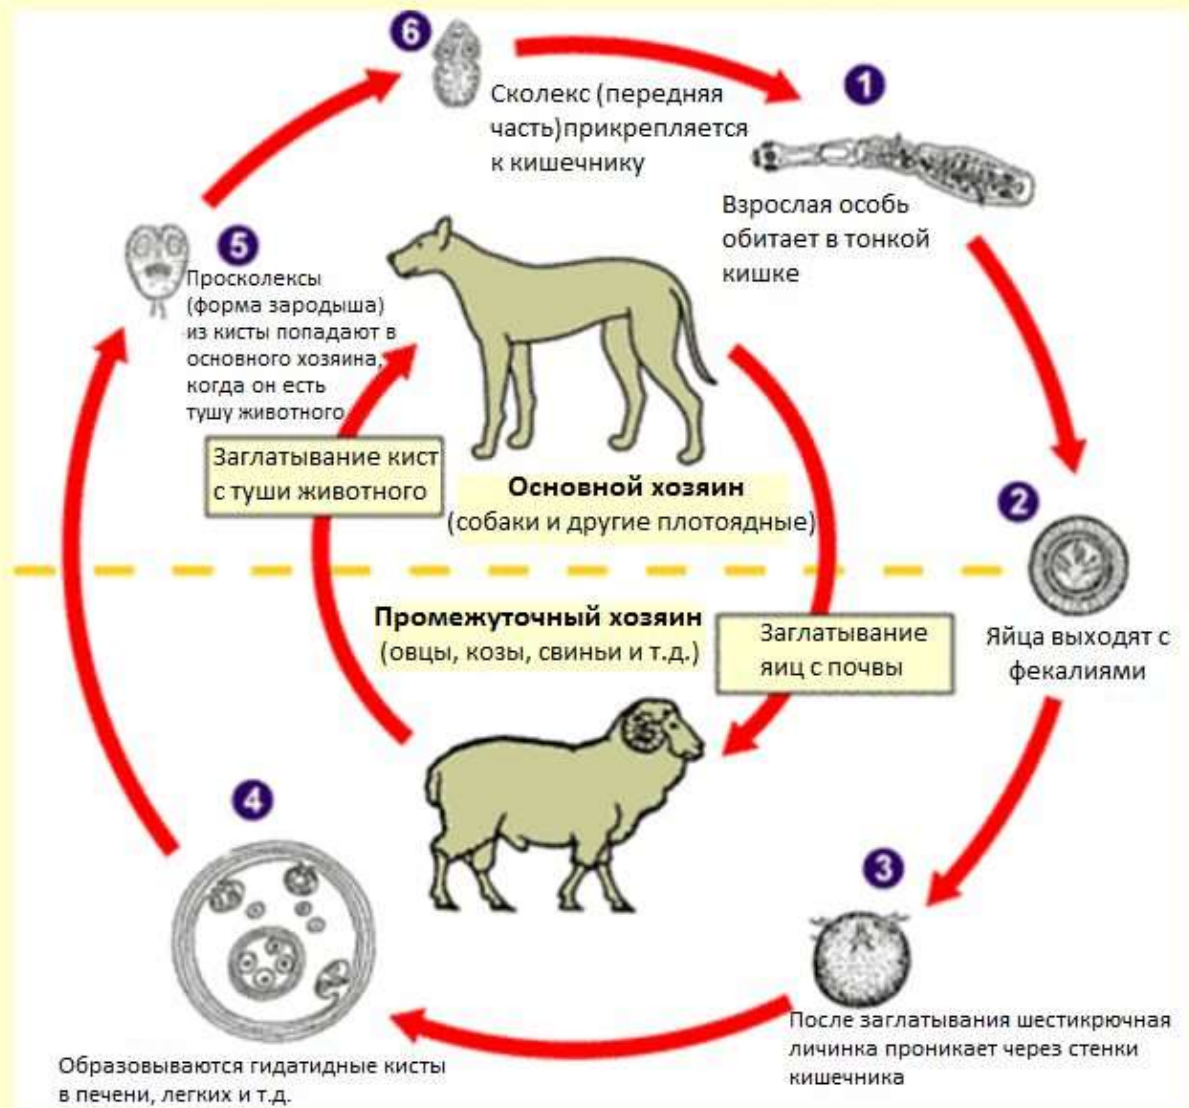 6
Сколекс (передняя
часть)прикрепляется
к кишечнику
1
Взрослая особь
обитает в тонкой
кишке
5
Просколексы
(форма зародыша)
из кисты попадают в
основного хозяина,
когда он есть
тушу животного
Заглатывание кист
с туши животного
Основной хозяин
(собаки и другие плотоядные)
2
Яйца выходят с
фекалиями
Промежуточный хозяин
(овцы, козы, свиньи и т.д.)
Заглатывание
яиц с почвы
3
После заглатывания шестикрючная
личинка проникает через стенки
кишечника
4
Образовываются гидатидные кисты
в печени, легких и т.д.